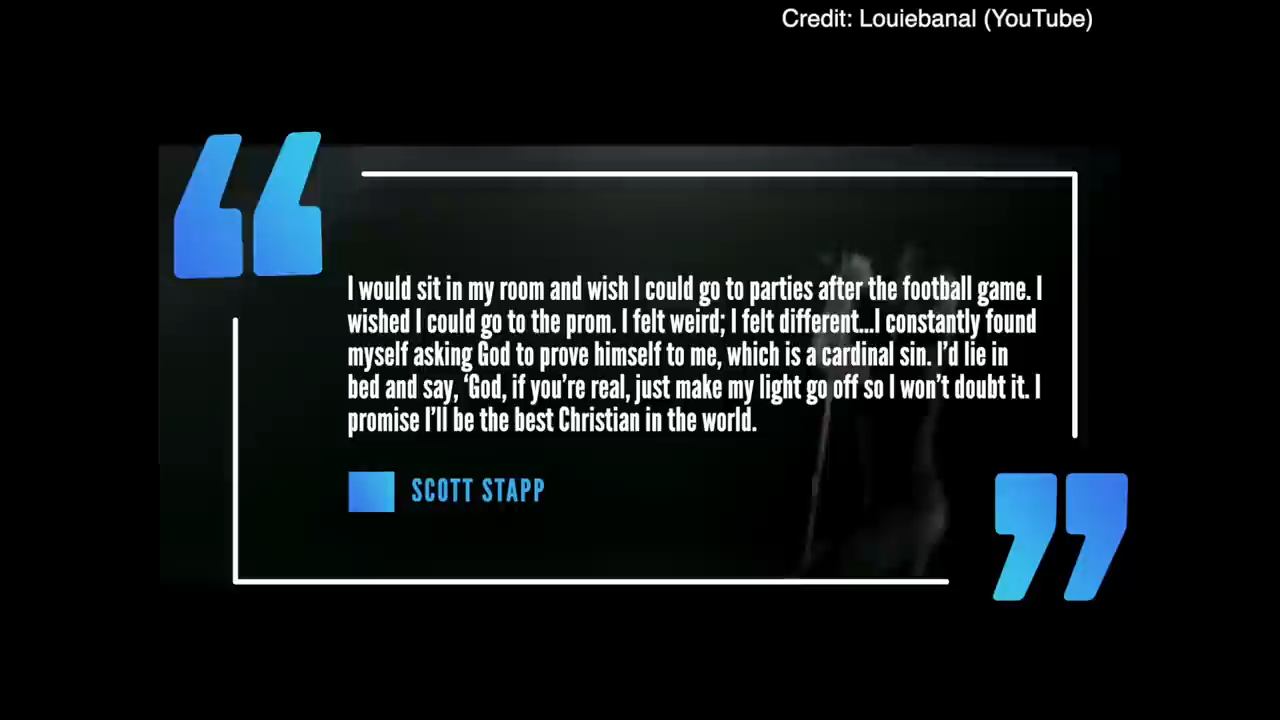 Credit: Louiebanal (YouTube)
“
I would sit in my room and wish I could go to parties after the football game. I
wished I could go to the prom. I felt weird; I felt different...I constantly found
myself asking God to prove himself to me, which is a cardinal sin. I’d lie in
bed and say, ‘God, if you’re real, just make my light go off so I won’t doubt it. I
promise I’ll be the best Christian in the world.
SCOTT STAPP
”